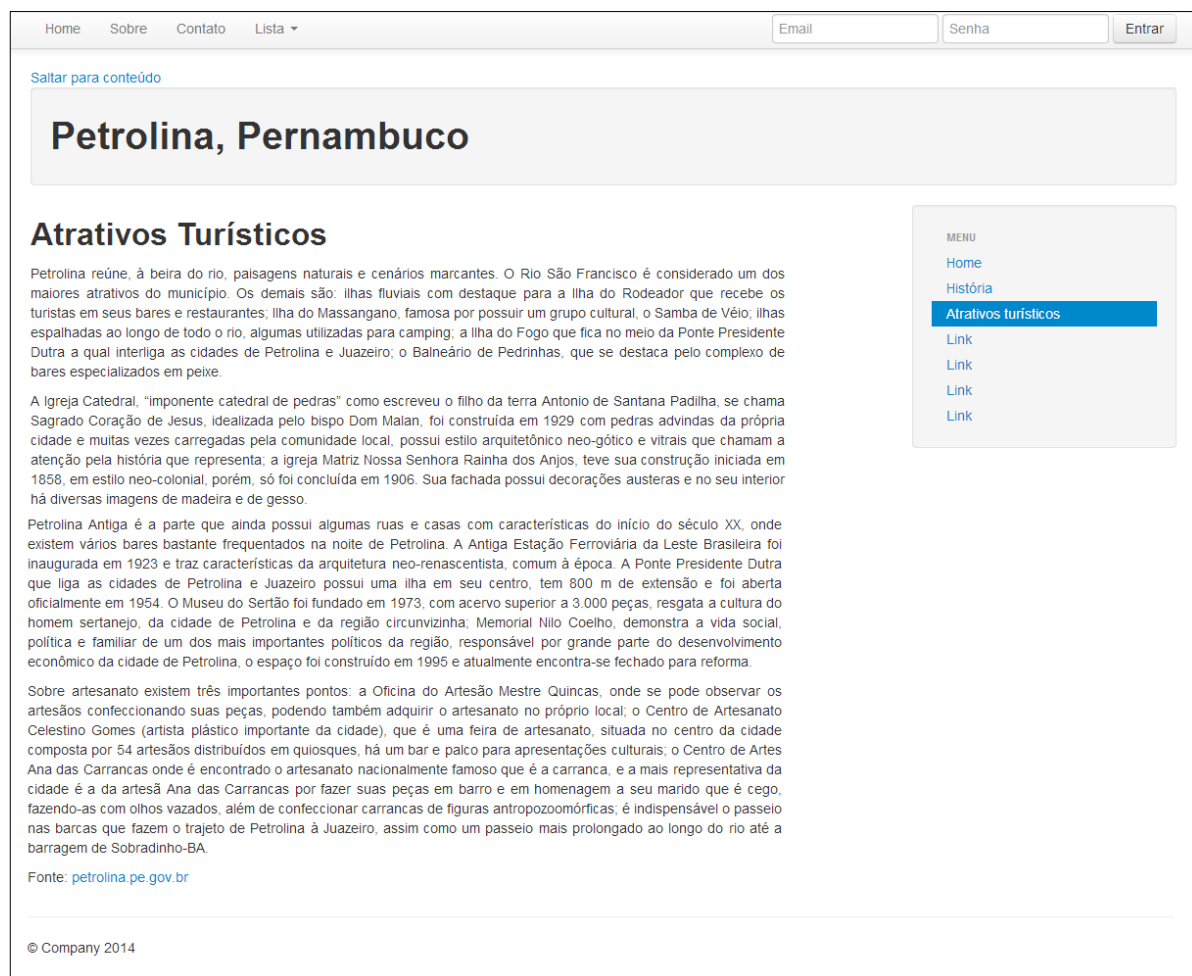 Home Sobre Contato Lista Email Senha Entrar
Saltar para conteúdo
Petrolina, Pernambuco
Atrativos Turísticos
Petrolina reúne, à beira do rio, paisagens naturais e cenários marcantes. O Rio São Francisco é considerado um dos
maiores atrativos do município. Os demais são: ilhas fluviais com destaque para a Ilha do Rodeador que recebe os
turistas em seus bares e restaurantes; Ilha do Massangano, famosa por possuir um grupo cultural, o Samba de Véio; ilhas
espalhadas ao longo de todo o rio, algumas utilizadas para camping; a Ilha do Fogo que fica no meio da Ponte Presidente
Dutra a qual interliga as cidades de Petrolina e Juazeiro; o Balneário de Pedrinhas, que se destaca pelo complexo de
bares especializados em peixe.
A Igreja Catedral, “imponente catedral de pedras” como escreveu o filho da terra Antonio de Santana Padilha, se chama
Sagrado Coração de Jesus, idealizada pelo bispo Dom Malan, foi construída em 1929 com pedras advindas da própria
cidade e muitas vezes carregadas pela comunidade local, possui estilo arquitetônico neo-gótico e vitrais que chamam a
atenção pela história que representa; a igreja Matriz Nossa Senhora Rainha dos Anjos, teve sua construção iniciada em
1858, em estilo neo-colonial, porém, só foi concluída em 1906. Sua fachada possui decorações austeras e no seu interior
há diversas imagens de madeira e de gesso.
Petrolina Antiga é a parte que ainda possui algumas ruas e casas com características do início do século XX, onde
existem vários bares bastante frequentados na noite de Petrolina. A Antiga Estação Ferroviária da Leste Brasileira foi
inaugurada em 1923 e traz características da arquitetura neo-renascentista, comum à época. A Ponte Presidente Dutra
que liga as cidades de Petrolina e Juazeiro possui uma ilha em seu centro, tem 800 m de extensão e foi aberta
oficialmente em 1954. O Museu do Sertão foi fundado em 1973, com acervo superior a 3.000 peças, resgata a cultura do
homem sertanejo, da cidade de Petrolina e da região circunvizinha; Memorial Nilo Coelho, demonstra a vida social,
política e familiar de um dos mais importantes políticos da região, responsável por grande parte do desenvolvimento
econômico da cidade de Petrolina, o espaço foi construído em 1995 e atualmente encontra-se fechado para reforma.
Sobre artesanato existem três importantes pontos: a Oficina do Artesão Mestre Quincas, onde se pode observar os
artesãos confeccionando suas peças, podendo também adquirir o artesanato no próprio local; o Centro de Artesanato
Celestino Gomes (artista plástico importante da cidade), que é uma feira de artesanato, situada no centro da cidade
composta por 54 artesãos distribuídos em quiosques, há um bar e palco para apresentações culturais; o Centro de Artes
Ana das Carrancas onde é encontrado o artesanato nacionalmente famoso que é a carranca, e a mais representativa da
cidade é a da artesã Ana das Carrancas por fazer suas peças em barro e em homenagem a seu marido que é cego,
fazendo-as com olhos vazados, além de confeccionar carrancas de figuras antropozoomórficas; é indispensável o passeio
nas barcas que fazem o trajeto de Petrolina à Juazeiro, assim como um passeio mais prolongado ao longo do rio até a
barragem de Sobradinho-BA.
Fonte: petrolina.pe.gov.br
MENU
Home
História
Atrativos turísticos
Link
Link
Link
Link
© Company 2014